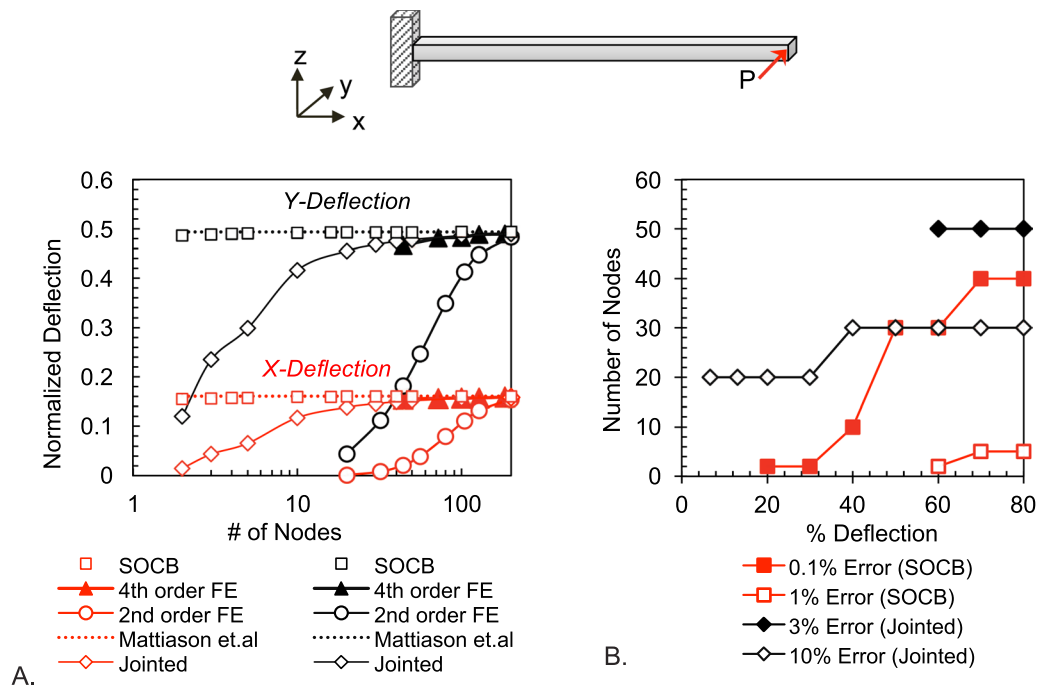 P
z
y
x
0.6
0.5
0.4
0.3
0.2
0.1
0
Normalized Deflection
Y-Deflection
X-Deflection
1 10 100
# of Nodes
SOCB SOCB
4th order FE 4th order FE
2nd order FE 2nd order FE
Mattiason et.al Mattiason et.al
Jointed Jointed
A.
60
50
40
30
20
10
0
Number of Nodes
0 20 40 60 80
% Deflection
0.1% Error (SOCB)
1% Error (SOCB)
3% Error (Jointed)
10% Error (Jointed)
B.